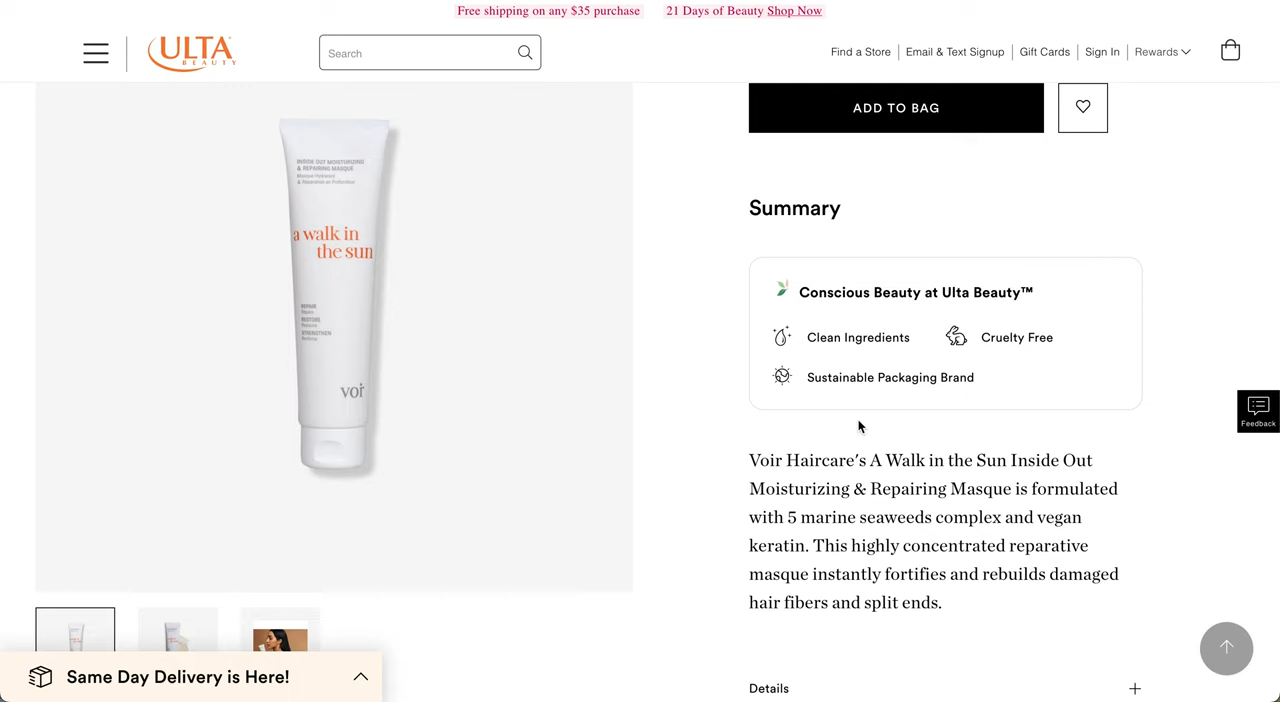 Free shipping on any $35 purchase 21 Days of Beauty Shop Now
ULTA
BEAUTY
Search
Find a Store Email & Text Signup Gift Cards Sign In Rewards
ADD TO BAG
INSIDE OUT MOISTURIZING
& REPAIRING MASQUE
Masque Hydratant
& Réparation en Profondeur
a walk in
the sun
REPAIR
RESTORE
STRENGTHEN
voir
Summary
Conscious Beauty at Ulta Beauty™
Clean Ingredients Cruelty Free
Sustainable Packaging Brand
Feedback
Voir Haircare's A Walk in the Sun Inside Out
Moisturizing & Repairing Masque is formulated
with 5 marine seaweeds complex and vegan
keratin. This highly concentrated reparative
masque instantly fortifies and rebuilds damaged
hair fibers and split ends.
Same Day Delivery is Here!
Details